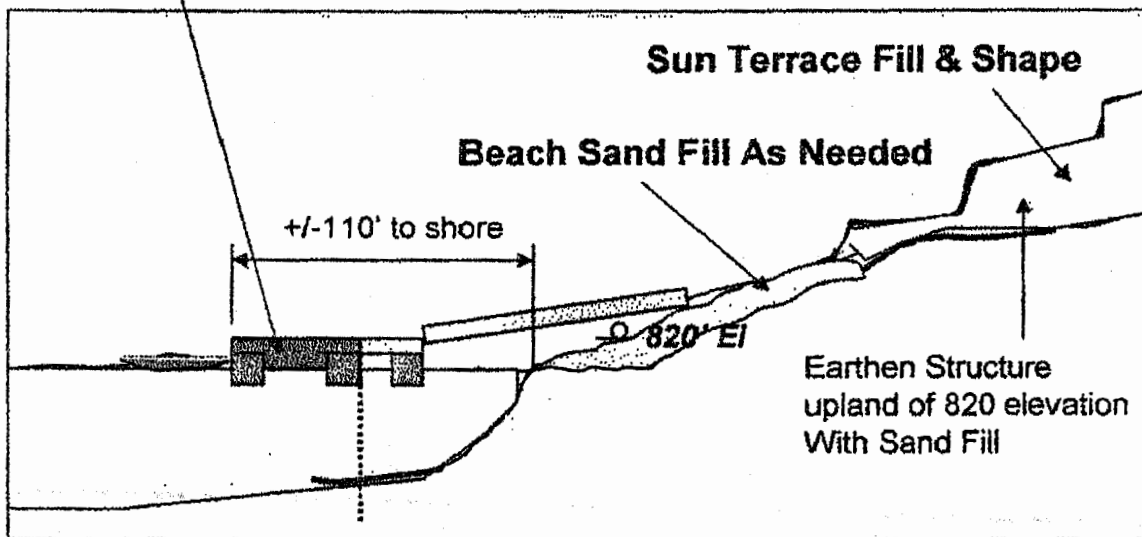 Sun Terrace Fill & Shape
Beach Sand Fill As Needed
+/-110' to shore
820' El
Earthen Structure
upland of 820 elevation
With Sand Fill